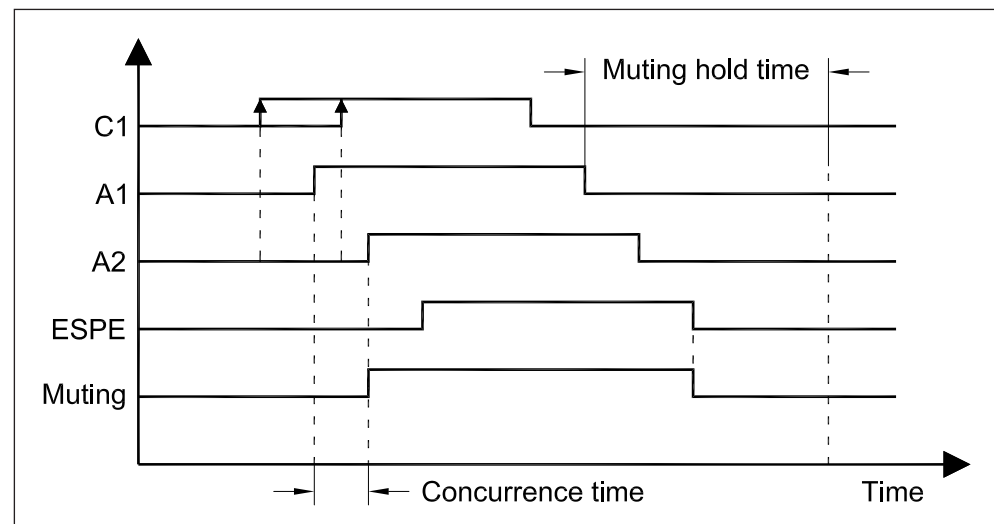 Muting hold time
C1
A1
A2
ESPE
Muting
Concurrence time
Time